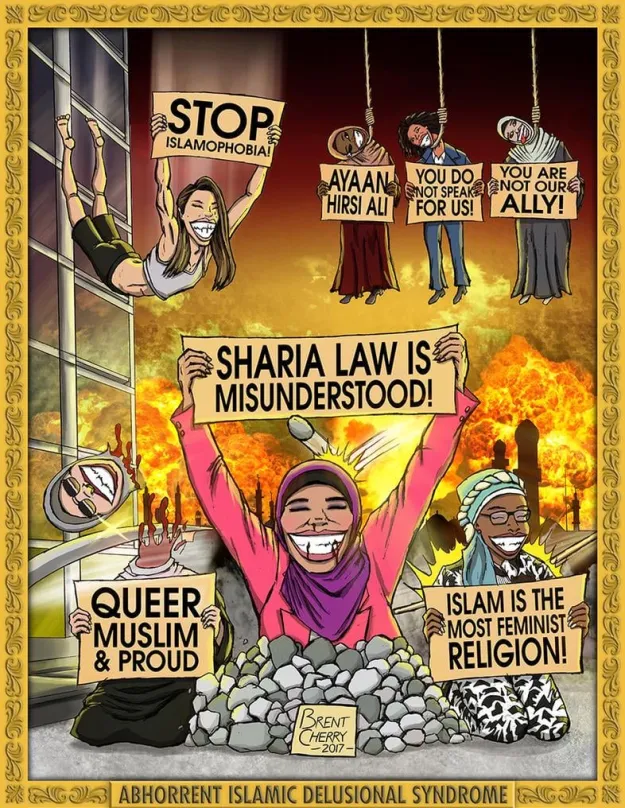 STOP
ISLAMOPHOBIA!
AYAAN
HIRSI ALI
YOU DO
NOT SPEAK
FOR US!
YOU ARE
NOT OUR
ALLY!
SHARIA LAW IS
MISUNDERSTOOD!
QUEER
MUSLIM
& PROUD
ISLAM IS THE
MOST FEMINIST
RELIGION!
BRENT
CHERRY
-2017-
ABHORRENT ISLAMIC DELUSIONAL SYNDROME